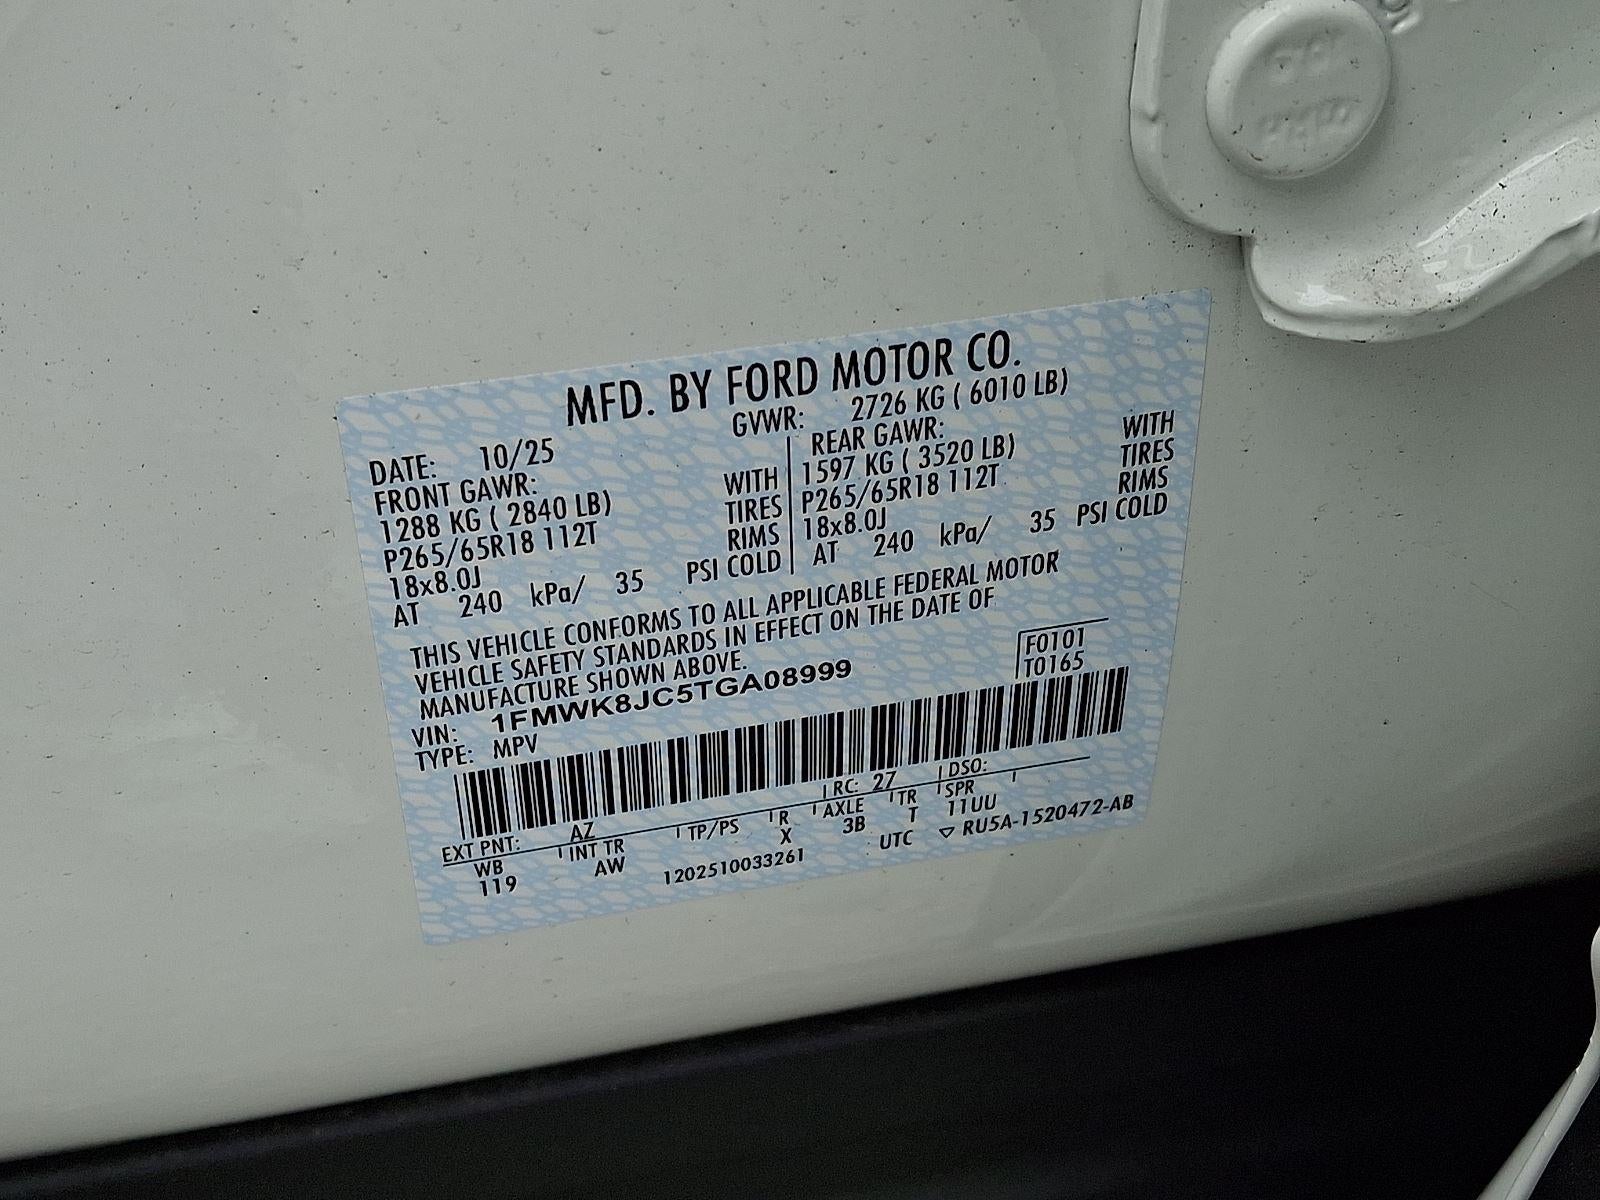 MFD. BY FORD MOTOR CO.
DATE: 10/25 GVWR: 2726 KG ( 6010 LB)
FRONT GAWR: WITH REAR GAWR: WITH
1288 KG ( 2840 LB) TIRES 1597 KG ( 3520 LB) TIRES
P265/65R18 112T RIMS P265/65R18 112T RIMS
18x8.0J 18x8.0J
AT 240 kPa/ 35 PSI COLD AT 240 kPa/ 35 PSI COLD
THIS VEHICLE CONFORMS TO ALL APPLICABLE FEDERAL MOTOR
VEHICLE SAFETY STANDARDS IN EFFECT ON THE DATE OF
MANUFACTURE SHOWN ABOVE.
F0101
T0165
VIN: 1FMWK8JC5TGA08999
TYPE: MPV
EXT PNT: AZ RC: 27 DSO:
WB INT TR TP/PS R AXLE TR SPR
119 AW X 3B T 11UU
1202510033261 UTC ▽ RU5A-1520472-AB